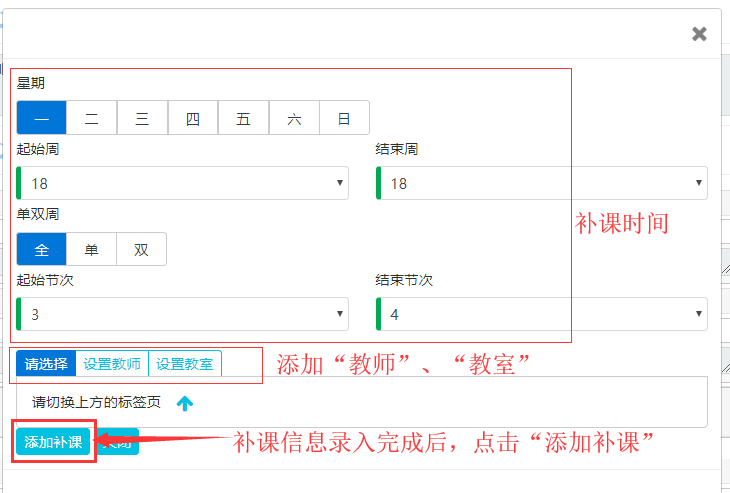 星期
一 二 三 四 五 六 日
起始周 结束周
18 18
单双周
补课时间
全 单 双
起始节次 结束节次
3 4
请选择 设置教师 设置教室
添加“教师”、“教室”
请切换上方的标签页
添加补课 关闭
补课信息录入完成后，点击“添加补课”